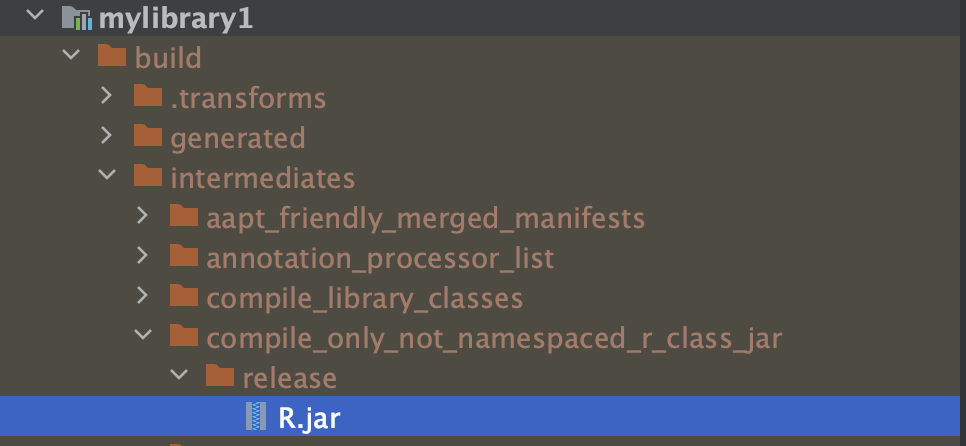 mylibrary1
build
.transforms
generated
intermediates
aapt_friendly_merged_manifests
annotation_processor_list
compile_library_classes
compile_only_not_namespaced_r_class_jar
release
R.jar